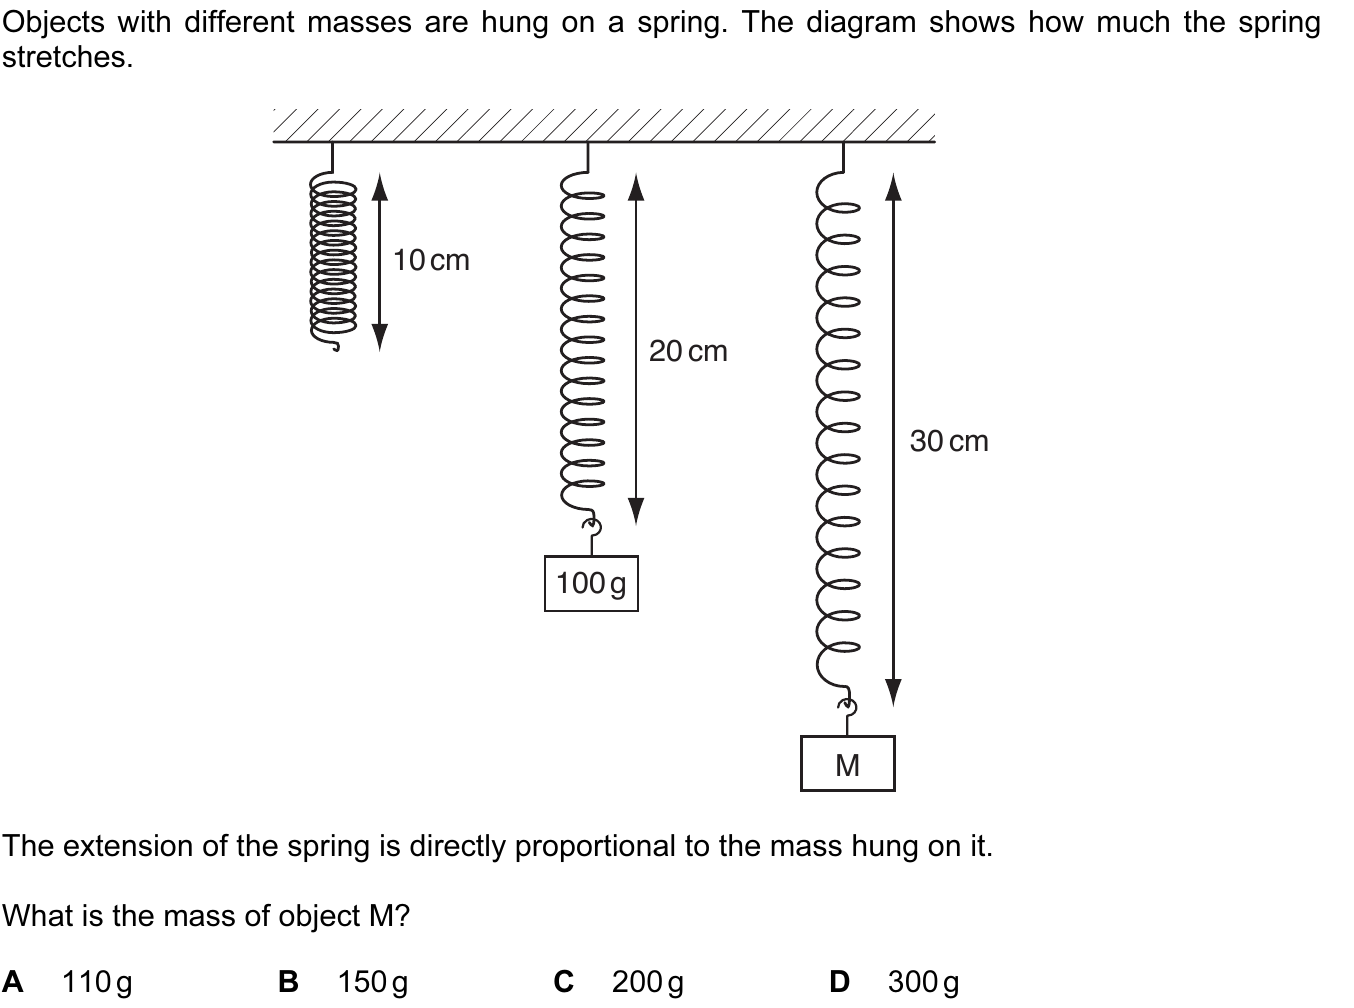 Objects with different masses are hung on a spring. The diagram shows how much the spring
stretches.
10 cm
20 cm
30 cm
100 g
M
The extension of the spring is directly proportional to the mass hung on it.
What is the mass of object M?
A 110 g B 150 g C 200 g D 300 g